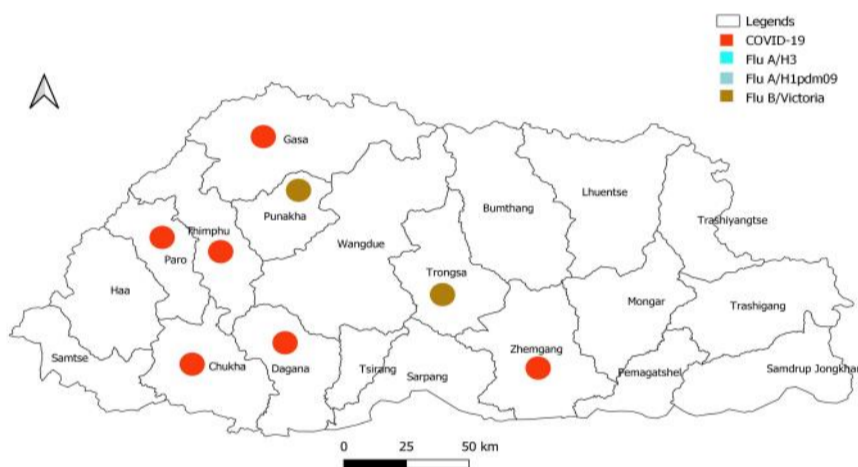 Legends
COVID-19
Flu A/H3
Flu A/H1pdm09
Flu B/Victoria
Gasa
Punakha
Bumthang
Lhuentse
Trashiyangtse
Thimphu
Paro
Wangdue
Haa
Trongsa
Mongar
Trashigang
Samtse
Chukha
Dagana
Tsirang
Sarpang
Zhemgang
Pemagatshel
Samdrup Jongkhar
0 25 50 km